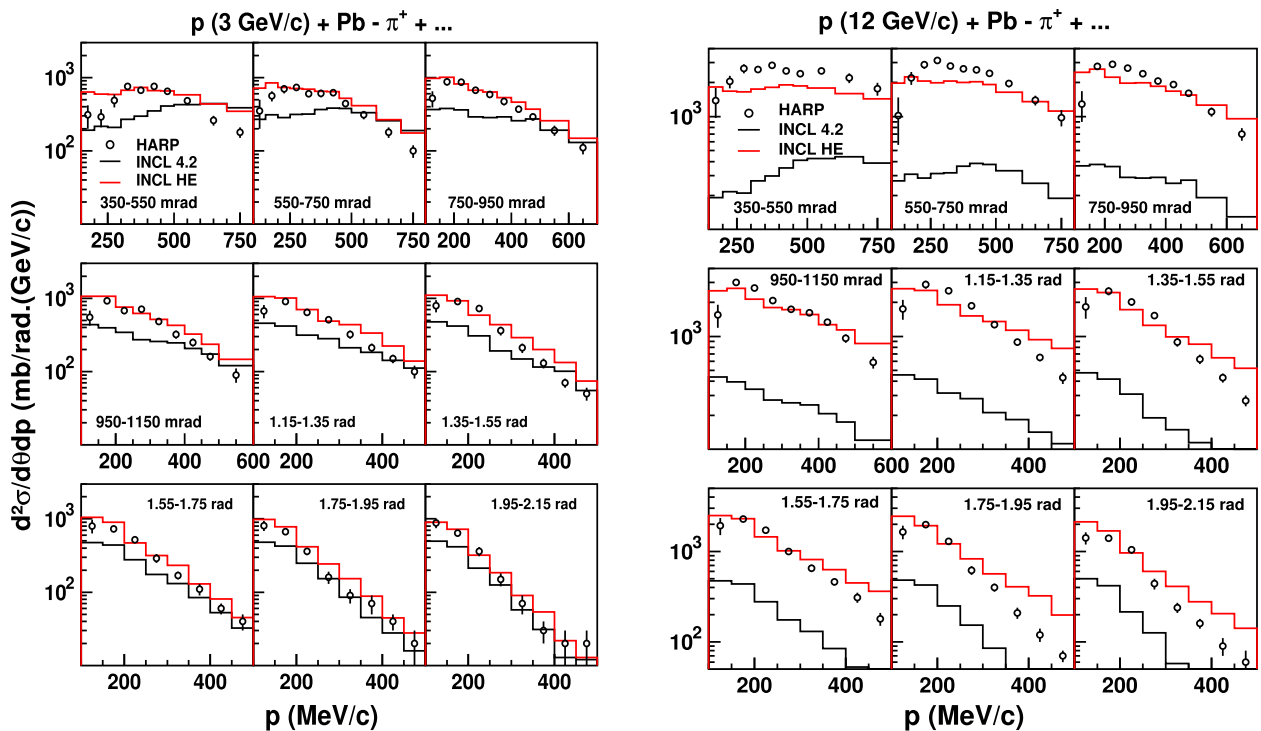 p (3 GeV/c) + Pb - π⁺ + ...
p (12 GeV/c) + Pb - π⁺ + ...
d²σ/dθdp (mb/rad.(GeV/c))
10³
10²
HARP
INCL 4.2
INCL HE
350-550 mrad
550-750 mrad
750-950 mrad
250 500 750
250 500 750
200 400 600
10³
10²
950-1150 mrad
1.15-1.35 rad
1.35-1.55 rad
200 400 600
200 400
200 400
10³
10²
1.55-1.75 rad
1.75-1.95 rad
1.95-2.15 rad
200 400
200 400
200 400
p (MeV/c)
10³
HARP
INCL 4.2
INCL HE
350-550 mrad
550-750 mrad
750-950 mrad
250 500 750
250 500 750
200 400 600
10³
950-1150 mrad
1.15-1.35 rad
1.35-1.55 rad
200 400 600
200 400
200 400
10³
10²
1.55-1.75 rad
1.75-1.95 rad
1.95-2.15 rad
200 400
200 400
200 400
p (MeV/c)